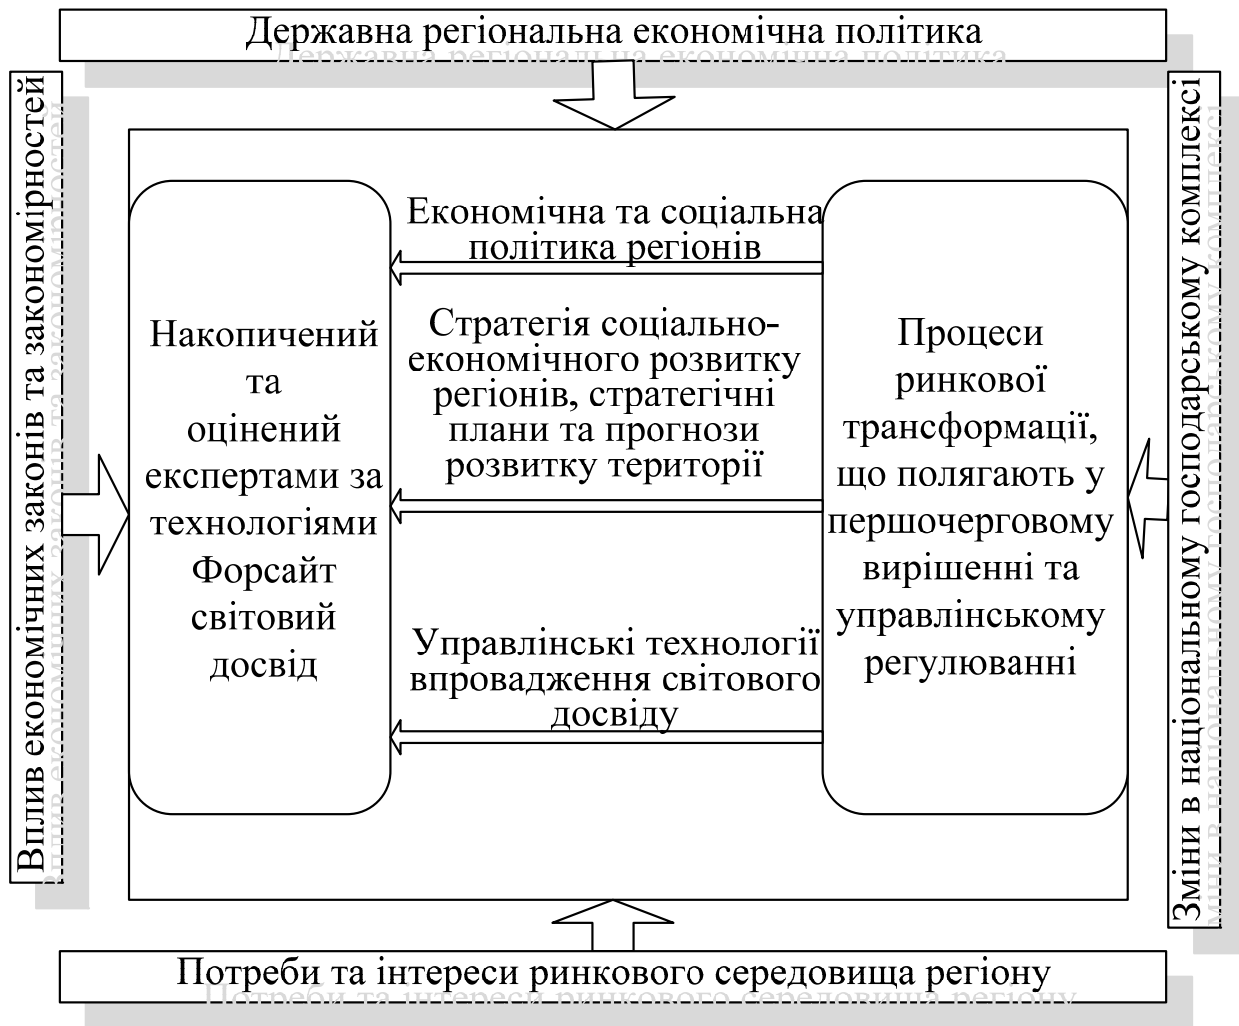 Державна регіональна економічна політика
Вплив економічних законів та закономірностей
Накопичений
та
оцінений
експертами за
технологіями
Форсайт
світовий
досвід
Економічна та соціальна
політика регіонів
Стратегія соціально-
економічного розвитку
регіонів, стратегічні
плани та прогнози
розвитку території
Управлінські технології
впровадження світового
досвіду
Процеси
ринкової
трансформації,
що полягають у
першочерговому
вирішенні та
управлінському
регулюванні
Зміни в національному господарському комплексі
Потреби та інтереси ринкового середовища регіону